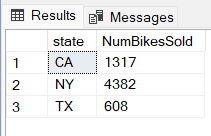 Results Messages
state NumBikesSold
1 CA 1317
2 NY 4382
3 TX 608